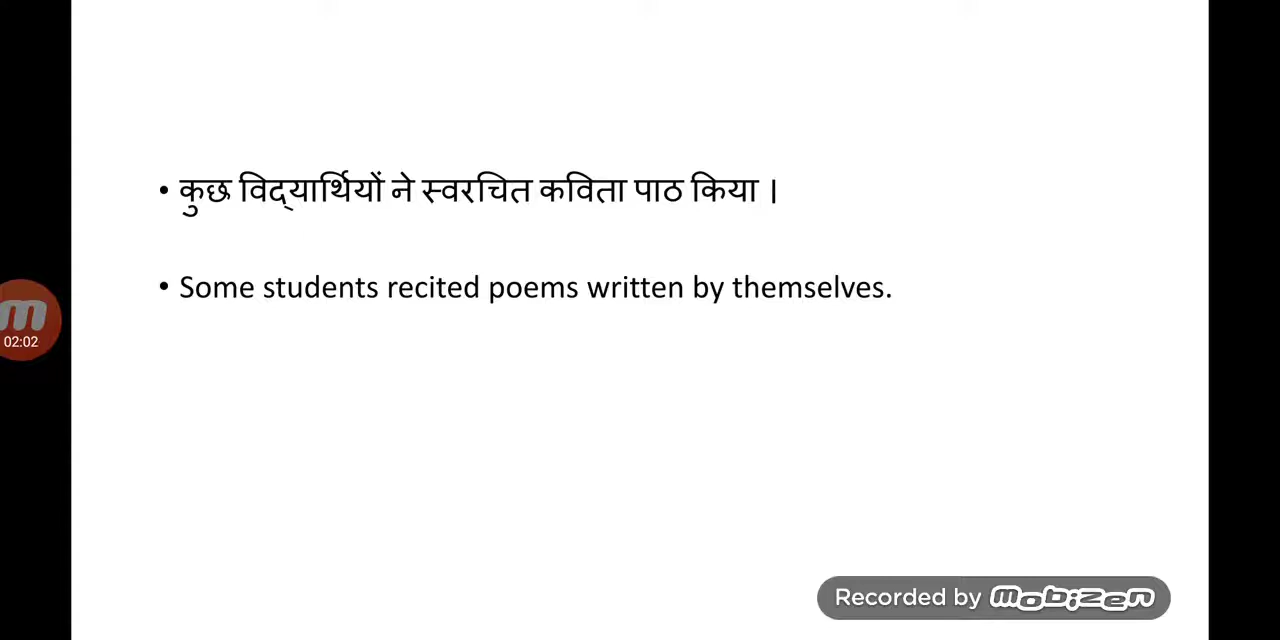 • कुछ विद्यार्थियों ने स्वरचित कविता पाठ किया ।
• Some students recited poems written by themselves.
m
02:02
Recorded by mobizen